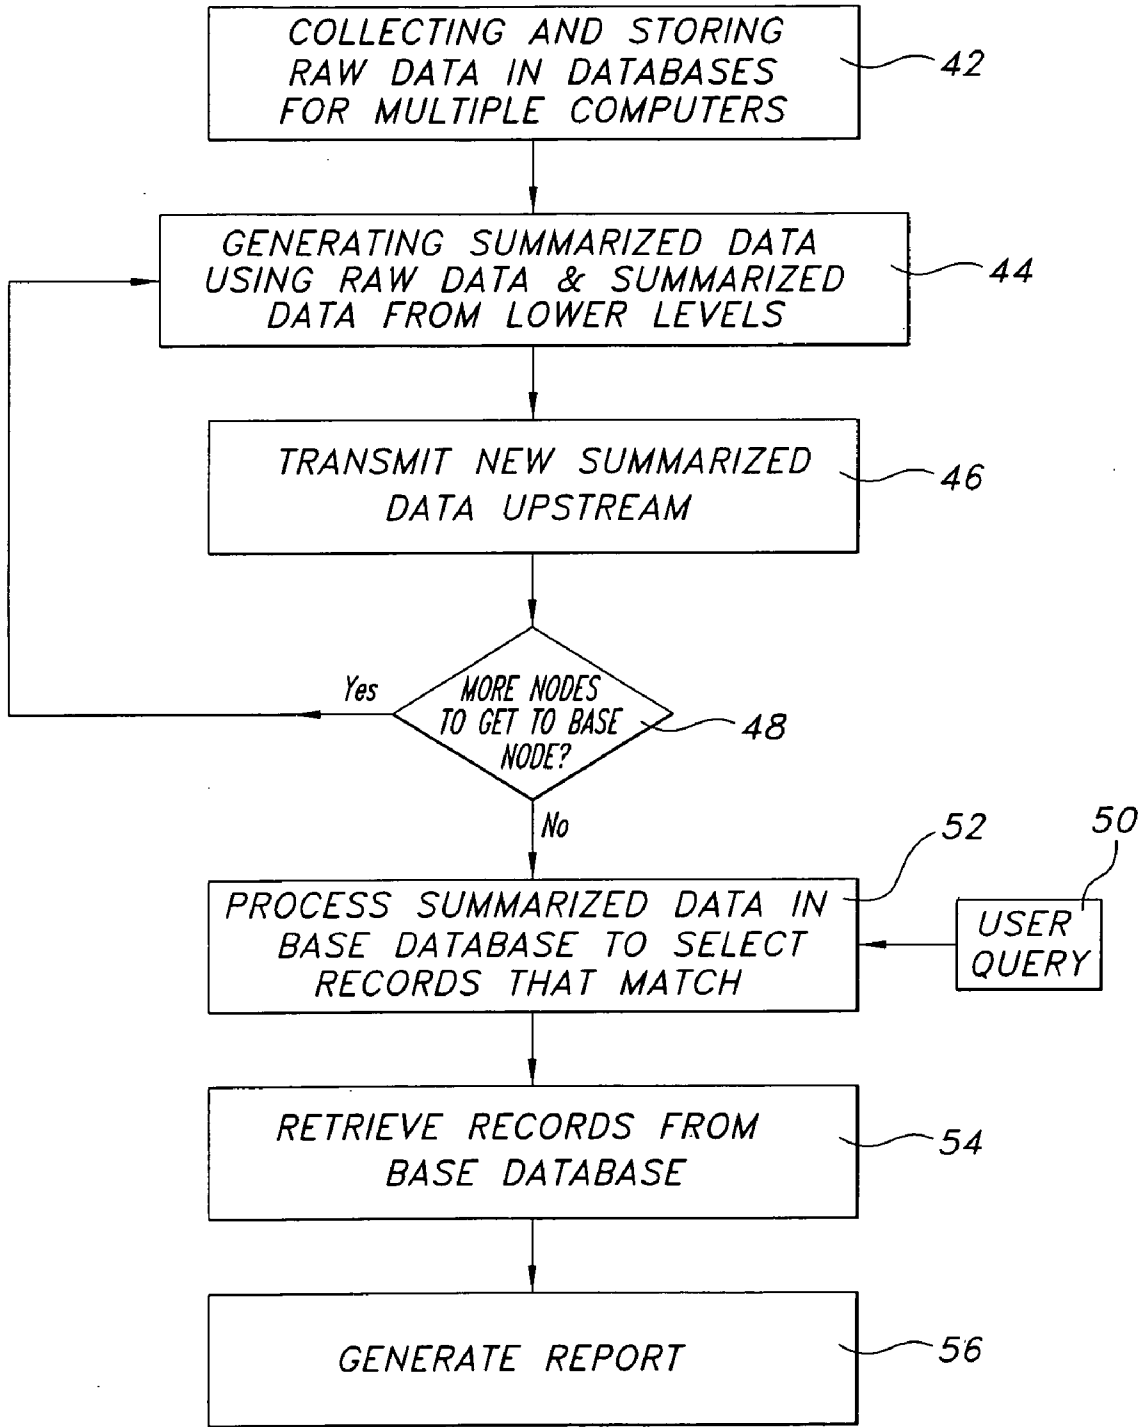 COLLECTING AND STORING
RAW DATA IN DATABASES
FOR MULTIPLE COMPUTERS
42
GENERATING SUMMARIZED DATA
USING RAW DATA & SUMMARIZED
DATA FROM LOWER LEVELS
44
TRANSMIT NEW SUMMARIZED
DATA UPSTREAM
46
Yes
MORE NODES
TO GET TO BASE
NODE?
48
No
52
50
PROCESS SUMMARIZED DATA IN
BASE DATABASE TO SELECT
RECORDS THAT MATCH
USER
QUERY
RETRIEVE RECORDS FROM
BASE DATABASE
54
GENERATE REPORT
56